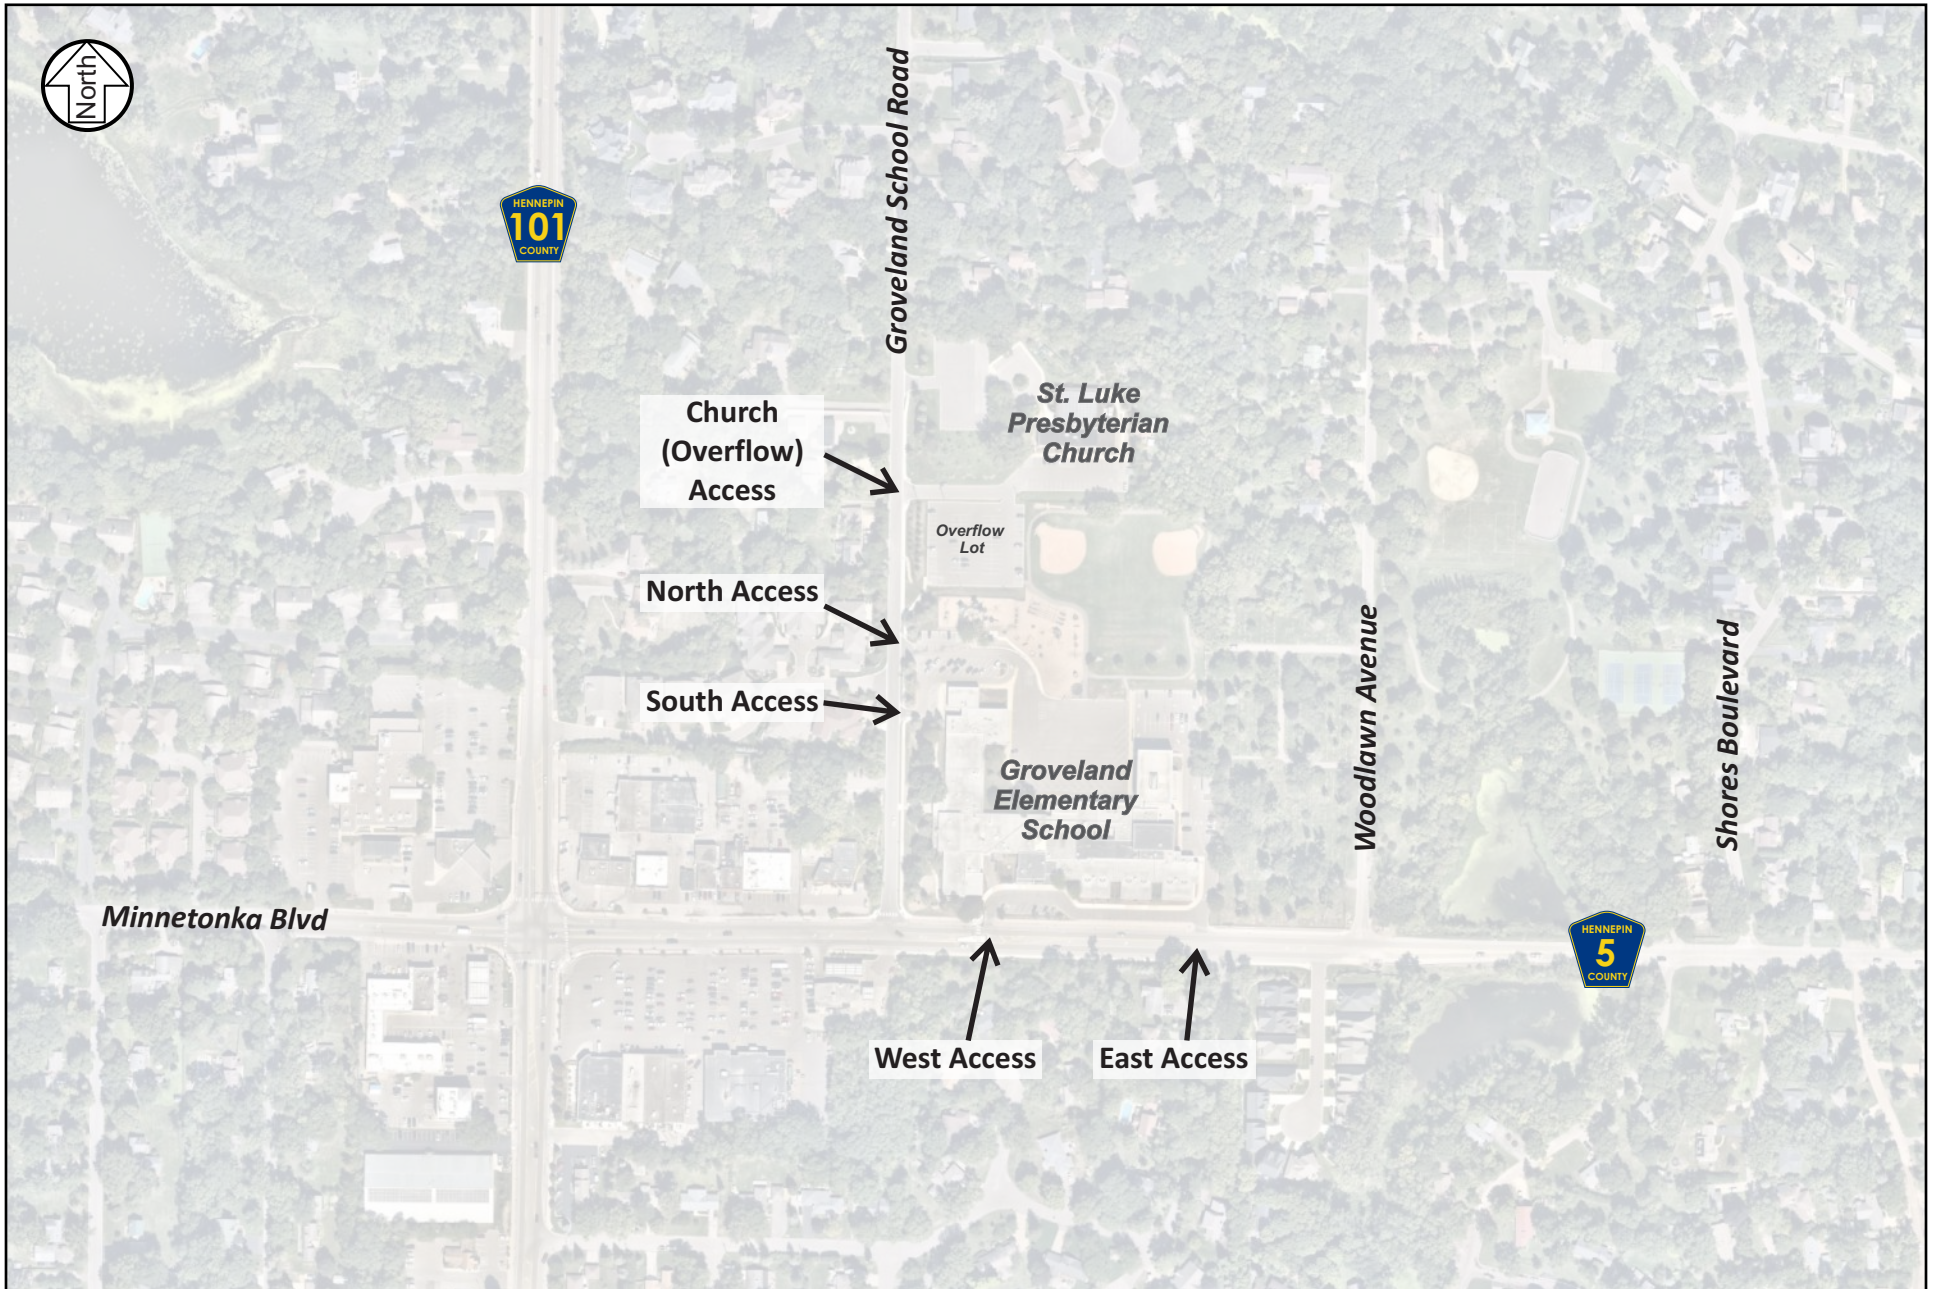 North
Groveland School Road
HENNEPIN
101
COUNTY
St. Luke
Presbyterian
Church
Church
(Overflow)
Access
Overflow
Lot
North Access
South Access
Woodlawn Avenue
Shores Boulevard
Groveland
Elementary
School
Minnetonka Blvd
HENNEPIN
5
COUNTY
West Access
East Access